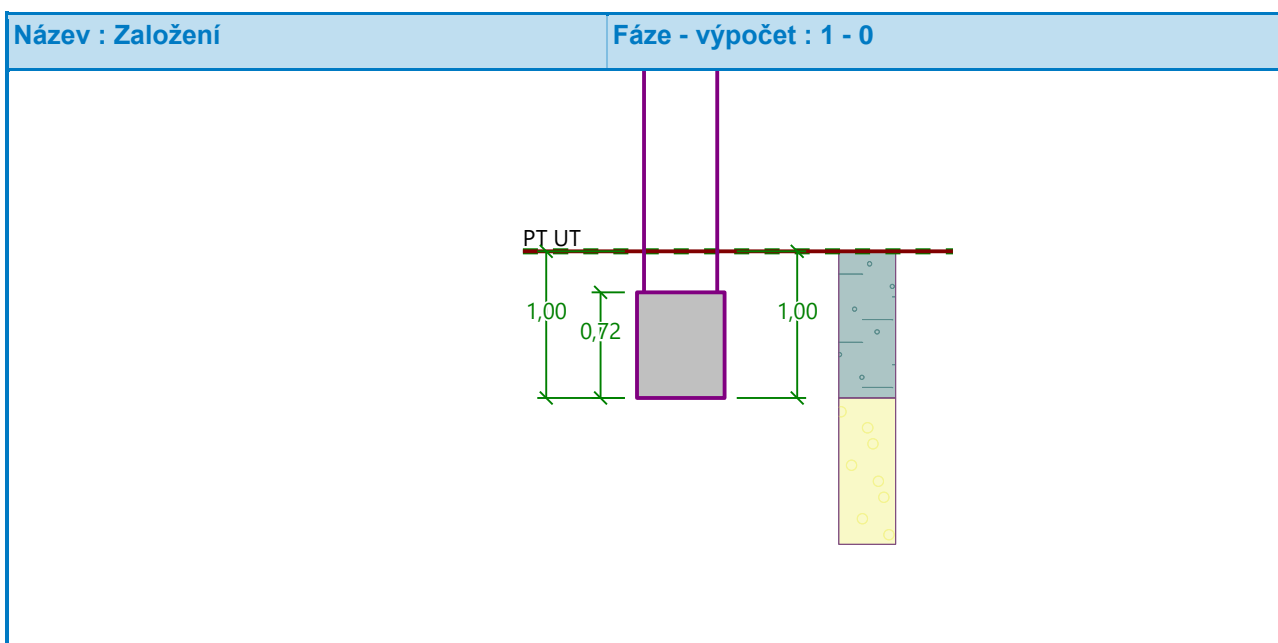 Název : Založení
Fáze - výpočet : 1 - 0
PT UT
1,00
0,72
1,00